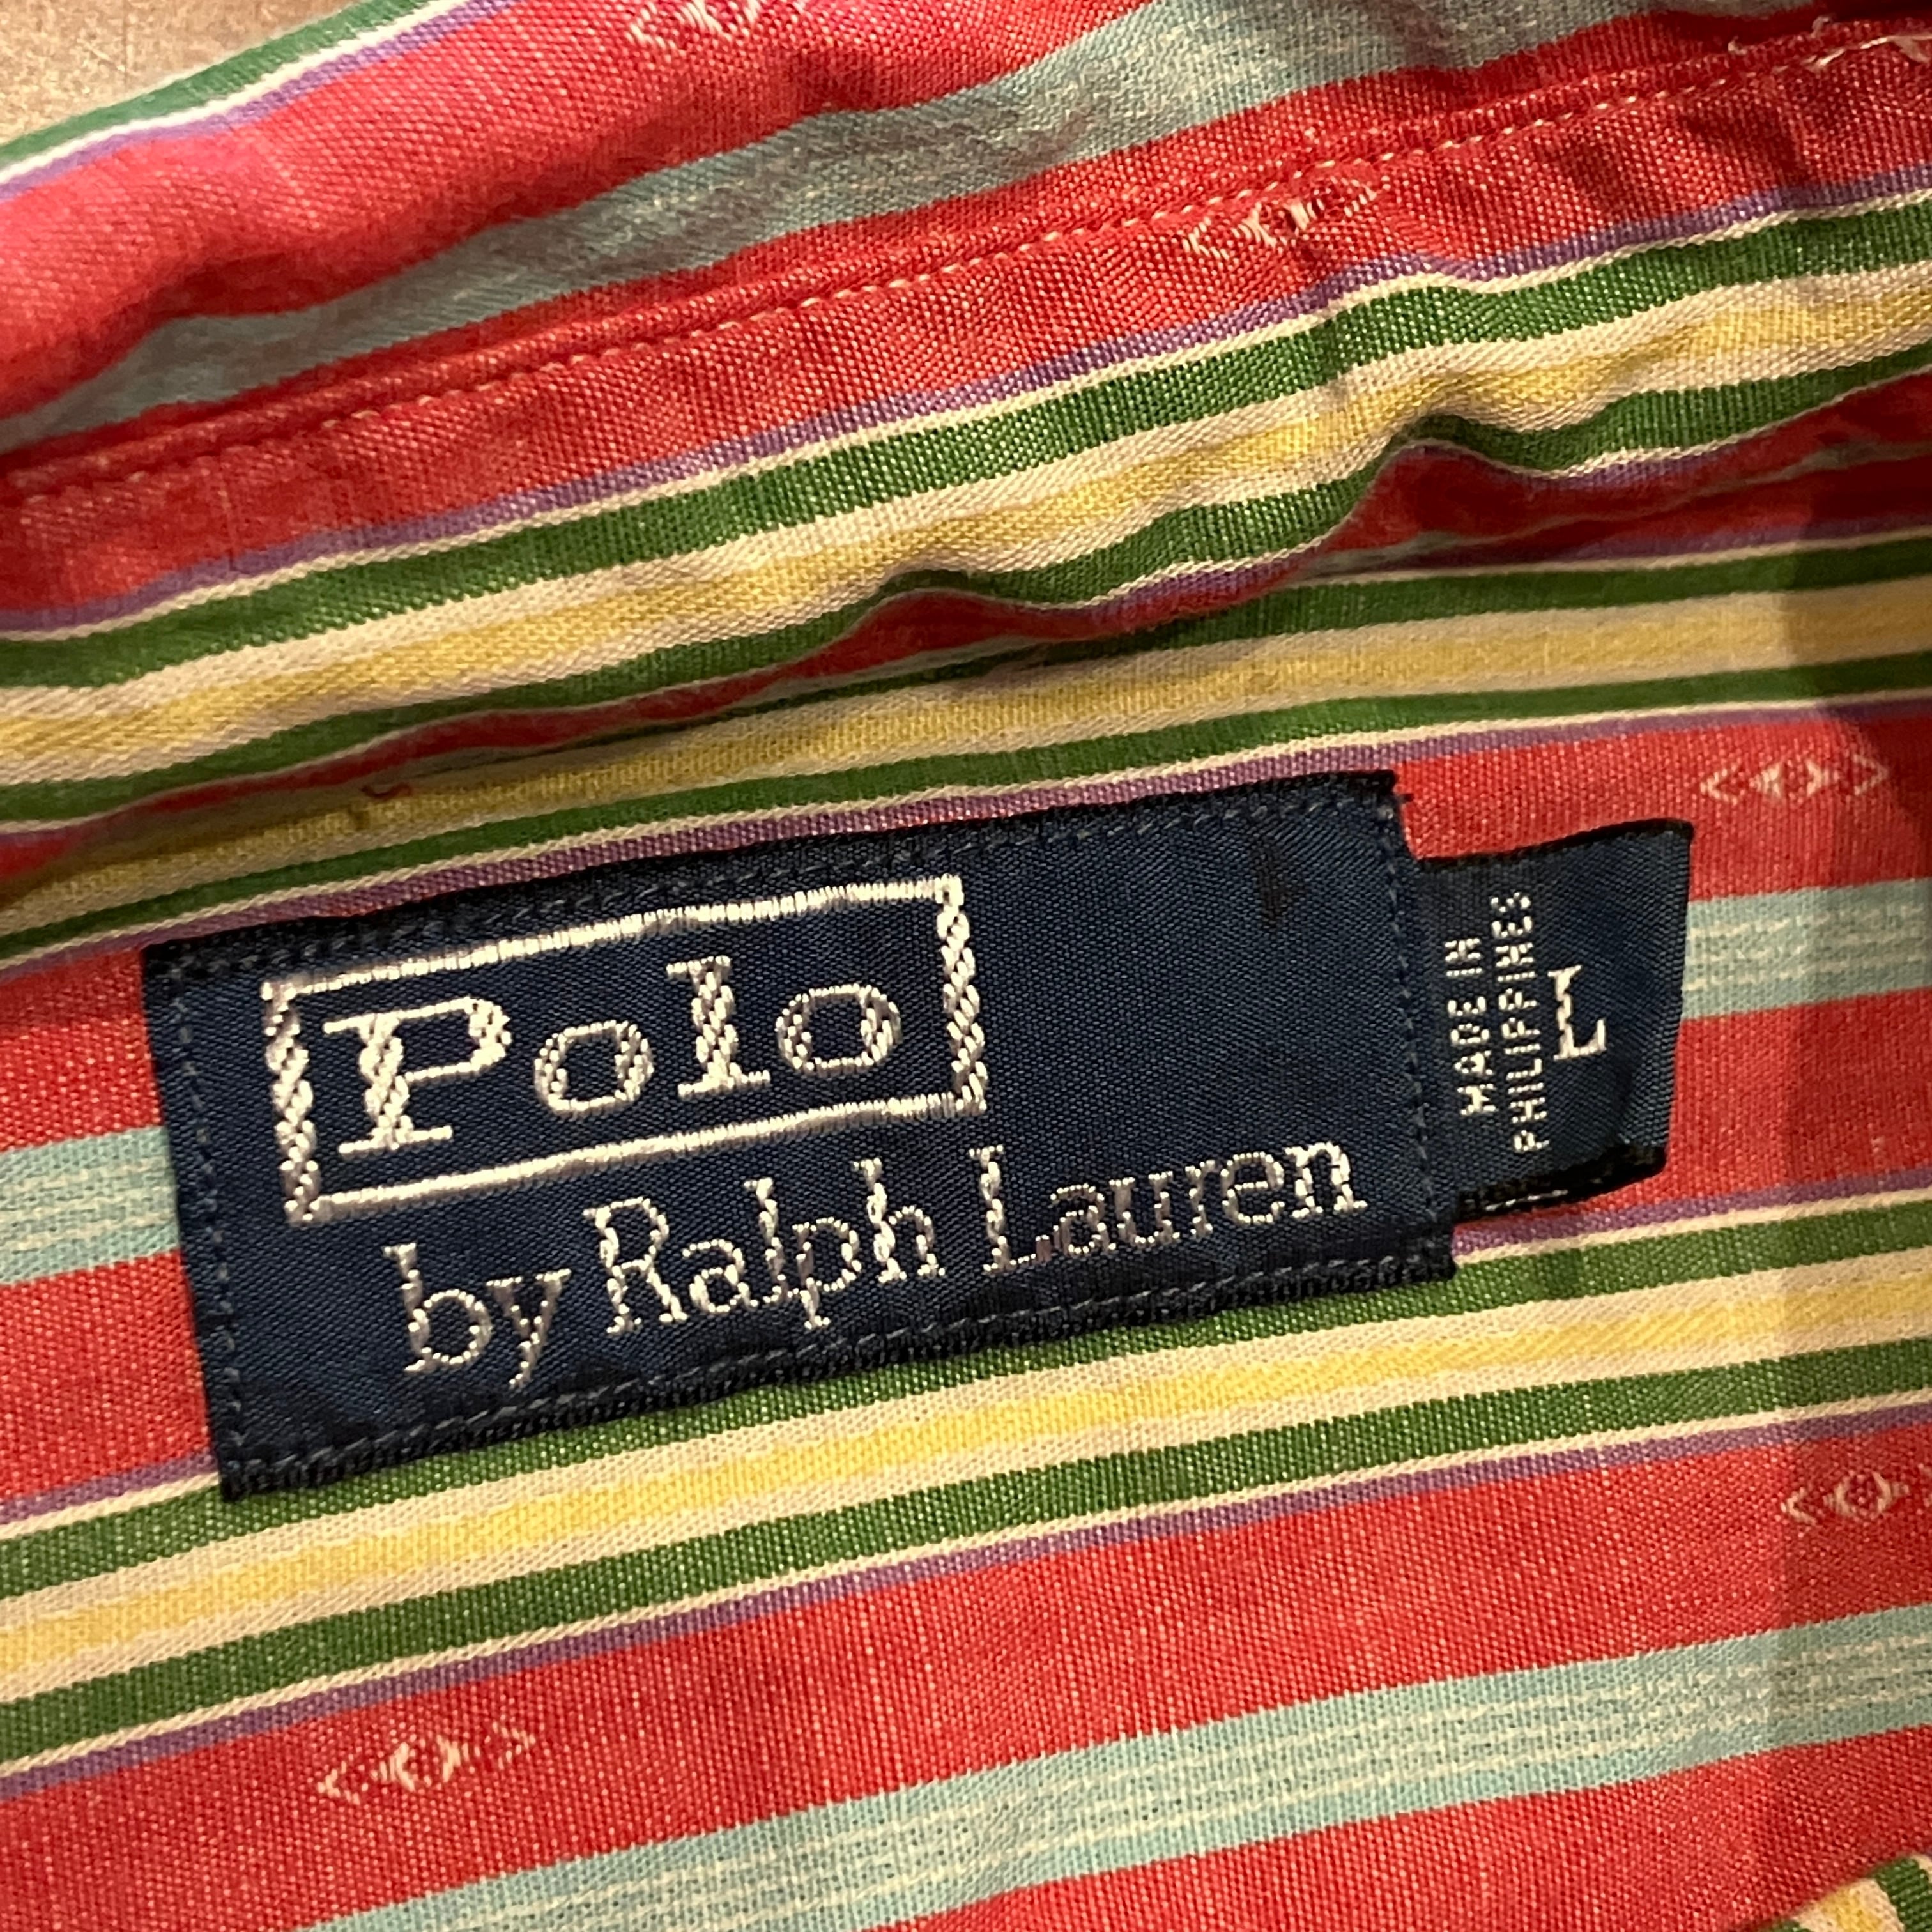 Polo
by Ralph Lauren
MADE IN
PHILIPPINES
L